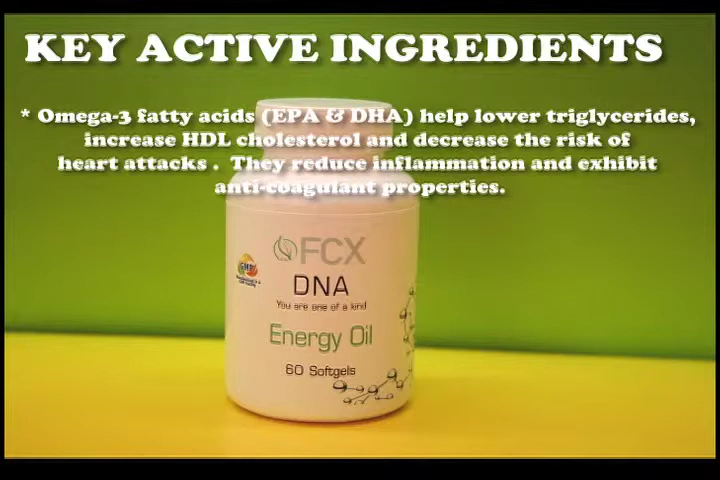 KEY ACTIVE INGREDIENTS
* Omega-3 fatty acids (EPA & DHA) help lower triglycerides,
increase HDL cholesterol and decrease the risk of
heart attacks . They reduce inflammation and exhibit
anti-coagulant properties.
FCX
GMP
DNA
You are one of a kind
Energy Oil
60 Softgels